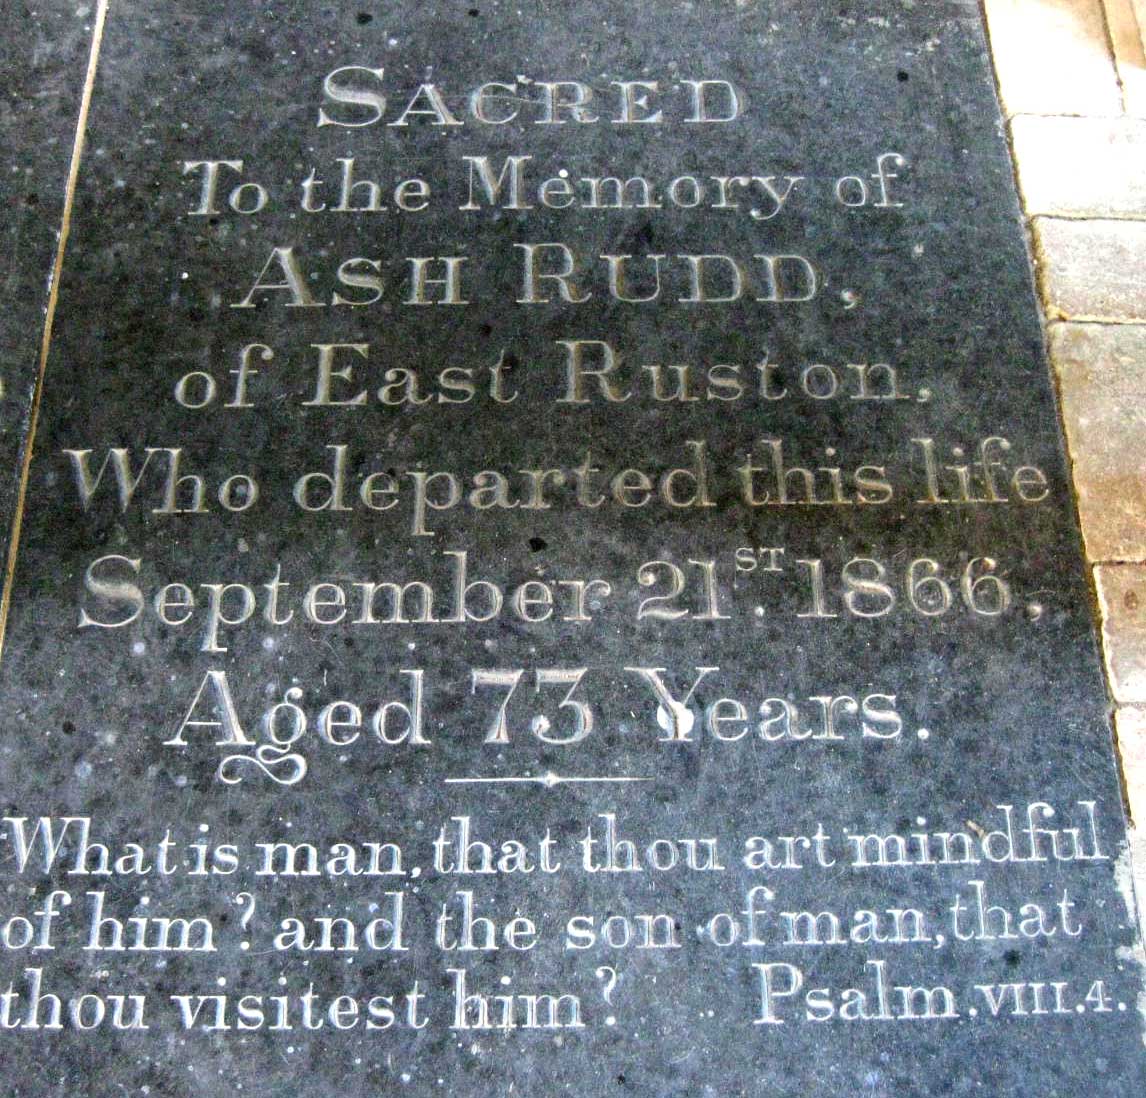 SACRED
To the Memory of
ASH RUDD,
of East Ruston,
Who departed this life
September 21ST 1866,
Aged 73 Years.
What is man, that thou art mindful
of him? and the son of man, that
thou visitest him? Psalm.VIII.4.